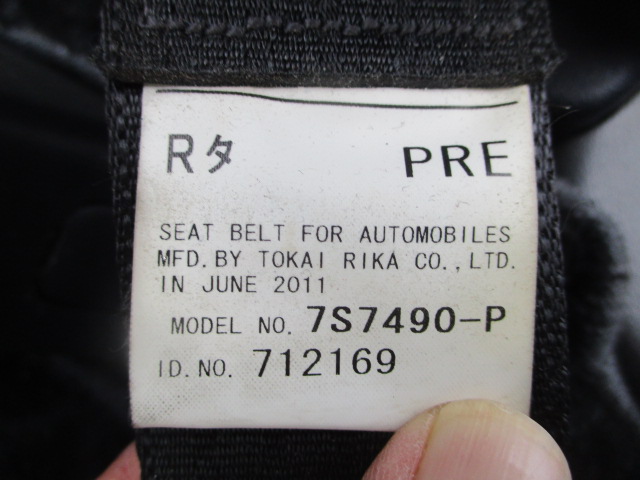 Rタ PRE
SEAT BELT FOR AUTOMOBILES
MFD. BY TOKAI RIKA CO., LTD.
IN JUNE 2011
MODEL NO. 7S7490-P
ID. NO. 712169